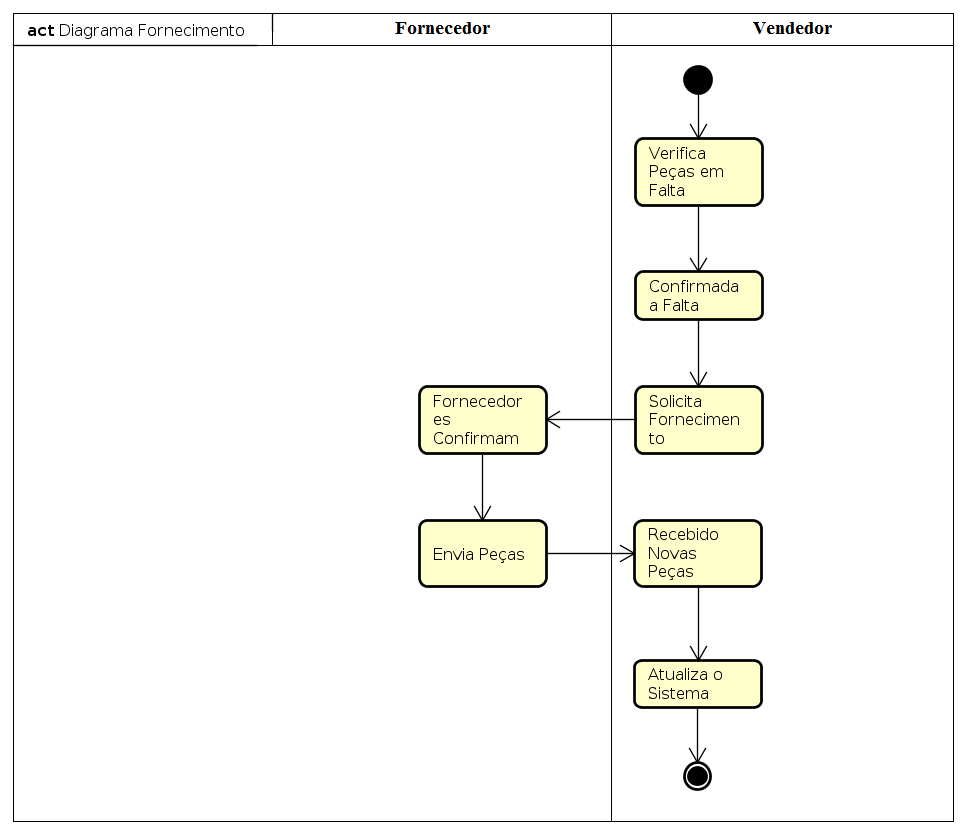 act Diagrama Fornecimento
Fornecedor
Vendedor
Verifica
Peças em
Falta
Confirmada
a Falta
Solicita
Fornecimen
to
Fornecedor
es
Confirmam
Envia Peças
Recebido
Novas
Peças
Atualiza o
Sistema